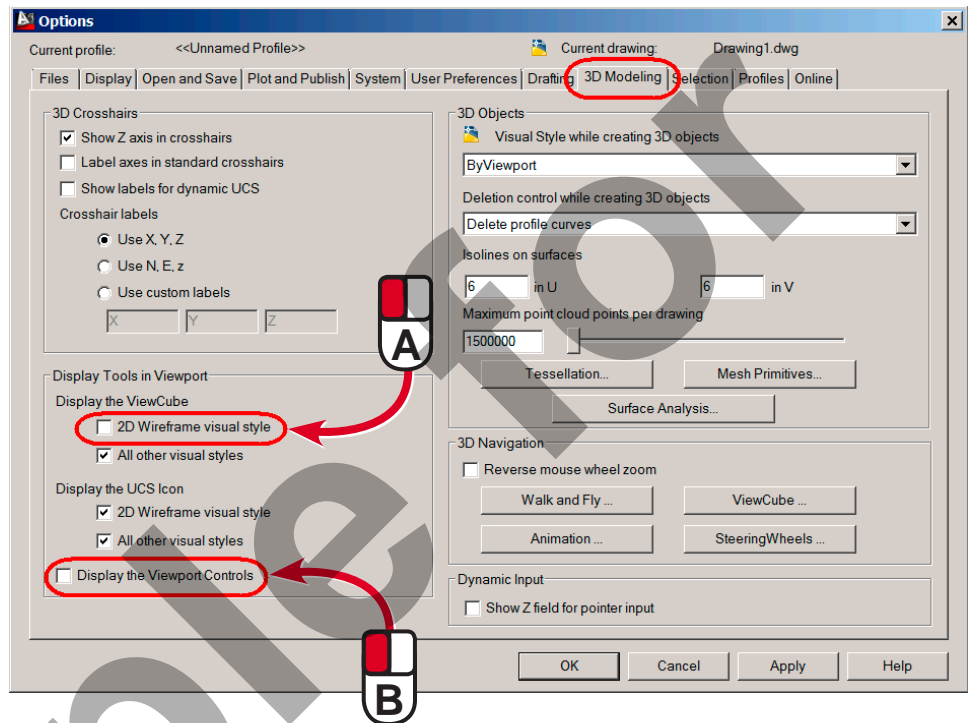 Options
Current profile: <<Unnamed Profile>> Current drawing: Drawing1.dwg
Files Display Open and Save Plot and Publish System User Preferences Drafting 3D Modeling Selection Profiles Online
3D Crosshairs
Show Z axis in crosshairs
Label axes in standard crosshairs
Show labels for dynamic UCS
Crosshair labels
Use X, Y, Z
Use N, E, z
Use custom labels
X Y Z
A
Display Tools in Viewport
Display the ViewCube
2D Wireframe visual style
All other visual styles
Display the UCS Icon
2D Wireframe visual style
All other visual styles
Display the Viewport Controls
B
3D Objects
Visual Style while creating 3D objects
ByViewport
Deletion control while creating 3D objects
Delete profile curves
Isolines on surfaces
6 in U 6 in V
Maximum point cloud points per drawing
1500000
Tessellation... Mesh Primitives...
Surface Analysis...
3D Navigation
Reverse mouse wheel zoom
Walk and Fly ... ViewCube ...
Animation ... SteeringWheels ...
Dynamic Input
Show Z field for pointer input
OK Cancel Apply Help
ple for